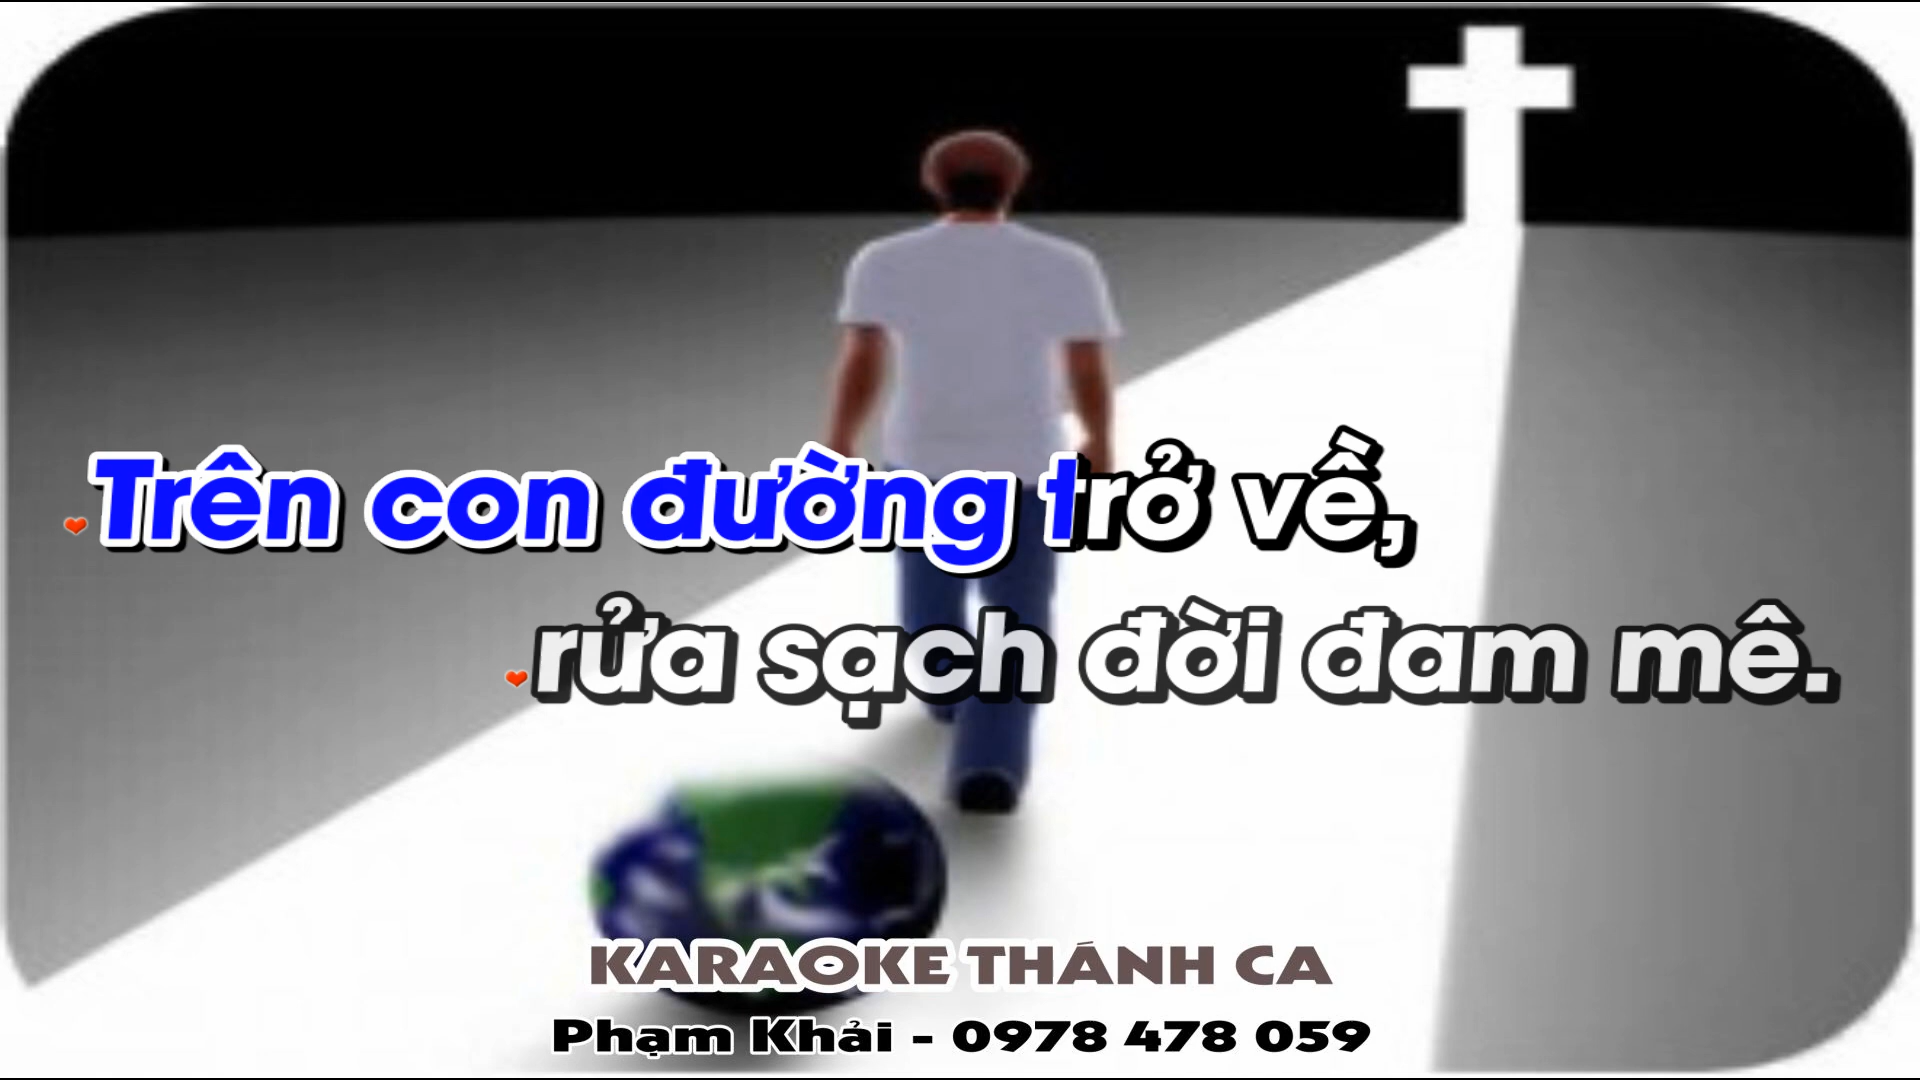 Trên con đường trở về,
rửa sạch đời đam mê.
KARAOKE THÁNH CA
Phạm Khải - 0978 478 059